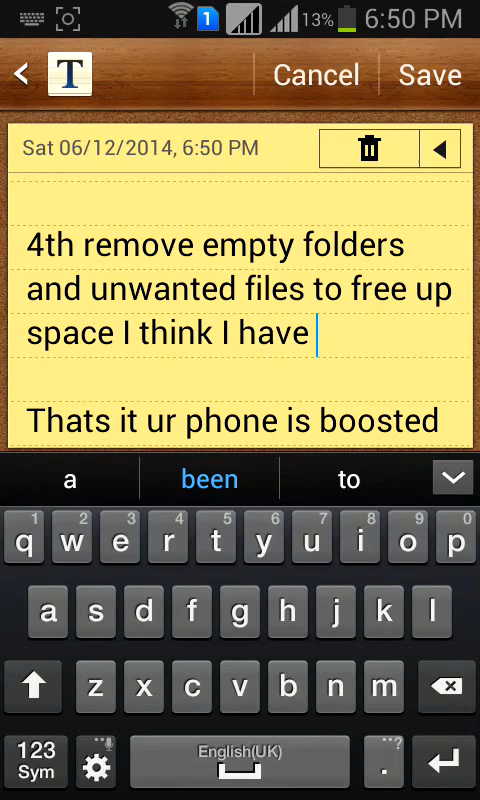 1 13% 6:50 PM
T Cancel Save
Sat 06/12/2014, 6:50 PM
4th remove empty folders
and unwanted files to free up
space I think I have
Thats it ur phone is boosted
a been to
1 2 3 4 5 6 7 8 9 0
q w e r t y u i o p
a s d f g h j k l
z x c v b n m
123
Sym
English(UK)
. ...?